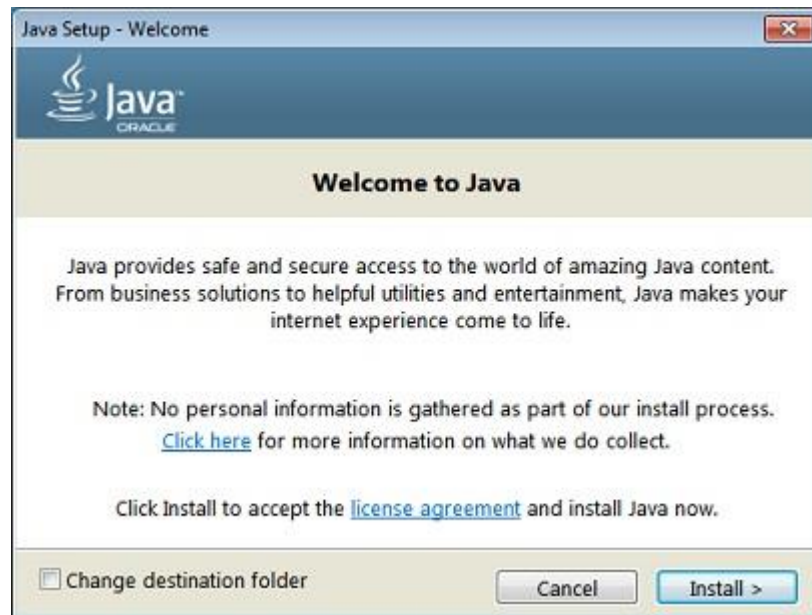 Java Setup - Welcome
Java™
ORACLE
Welcome to Java
Java provides safe and secure access to the world of amazing Java content.
From business solutions to helpful utilities and entertainment, Java makes your
internet experience come to life.
Note: No personal information is gathered as part of our install process.
Click here for more information on what we do collect.
Click Install to accept the license agreement and install Java now.
Change destination folder
Cancel
Install >